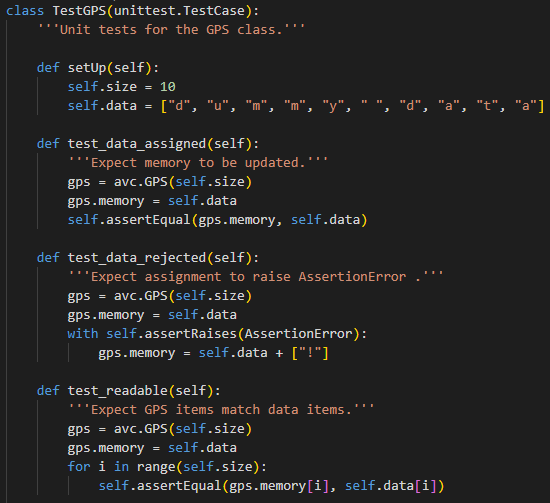 class TestGPS(unittest.TestCase):
    '''Unit tests for the GPS class.'''

    def setUp(self):
        self.size = 10
        self.data = ["d", "u", "m", "m", "y", " ", "d", "a", "t", "a"]

    def test_data_assigned(self):
        '''Expect memory to be updated.'''
        gps = avc.GPS(self.size)
        gps.memory = self.data
        self.assertEqual(gps.memory, self.data)

    def test_data_rejected(self):
        '''Expect assignment to raise AssertionError .'''
        gps = avc.GPS(self.size)
        gps.memory = self.data
        with self.assertRaises(AssertionError):
            gps.memory = self.data + ["!"]

    def test_readable(self):
        '''Expect GPS items match data items.'''
        gps = avc.GPS(self.size)
        gps.memory = self.data
        for i in range(self.size):
            self.assertEqual(gps.memory[i], self.data[i])